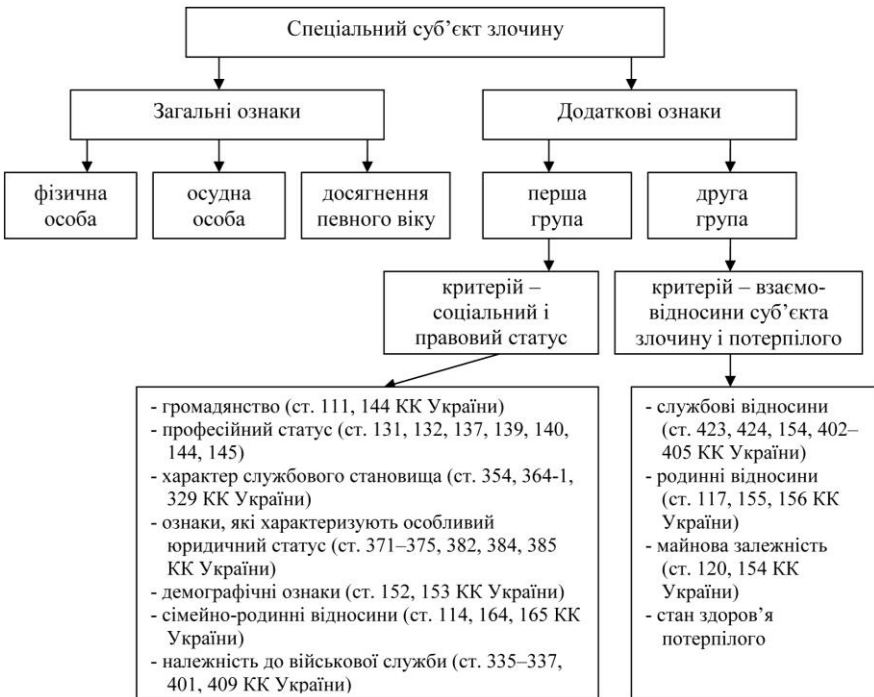 Спеціальний суб’єкт злочину
Загальні ознаки
Додаткові ознаки
фізична
особа
осудна
особа
досягнення
певного віку
перша
група
друга
група
критерій –
соціальний і
правовий статус
критерій – взаємо-
відносини суб’єкта
злочину і потерпілого
- громадянство (ст. 111, 144 КК України)
- професійний статус (ст. 131, 132, 137, 139, 140,
144, 145)
- характер службового становища (ст. 354, 364-1,
329 КК України)
- ознаки, які характеризують особливий
юридичний статус (ст. 371–375, 382, 384, 385
КК України)
- демографічні ознаки (ст. 152, 153 КК України)
- сімейно-родинні відносини (ст. 114, 164, 165 КК
України)
- належність до військової служби (ст. 335–337,
401, 409 КК України)
- службові відносини
(ст. 423, 424, 154, 402–
405 КК України)
- родинні відносини
(ст. 117, 155, 156 КК
України)
- майнова залежність
(ст. 120, 154 КК
України)
- стан здоров’я
потерпілого